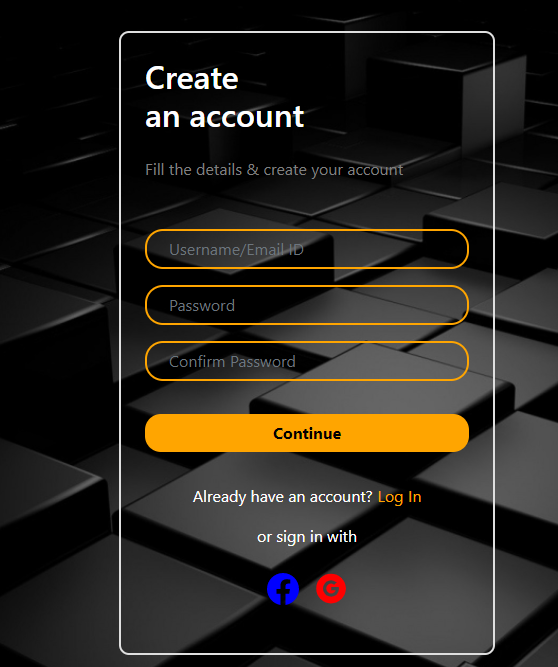 Create
an account
Fill the details & create your account
Username/Email ID
Password
Confirm Password
Continue
Already have an account? Log In
or sign in with